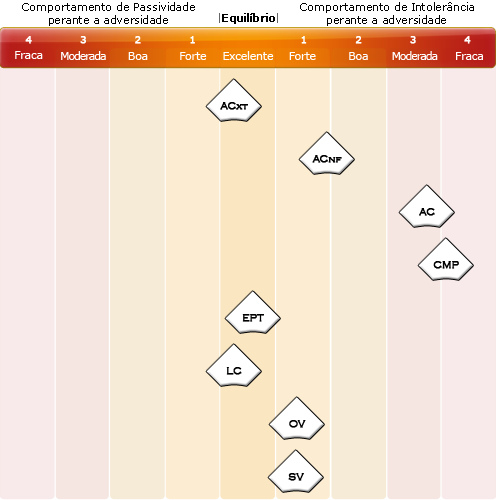 Comportamento de Passividade
perante a adversidade
|Equilíbrio|
Comportamento de Intolerância
perante a adversidade
4 3 2 1 1 2 3 4
Fraca Moderada Boa Forte Excelente Forte Boa Moderada Fraca
ACXT
ACNF
AC
CMP
EPT
LC
OV
SV